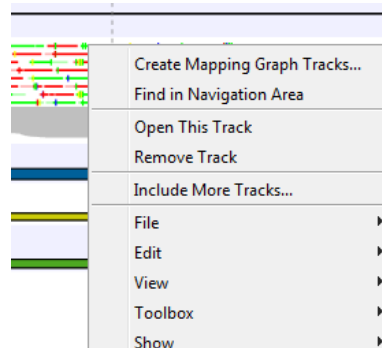 Create Mapping Graph Tracks...
Find in Navigation Area
Open This Track
Remove Track
Include More Tracks...
File
Edit
View
Toolbox
Show